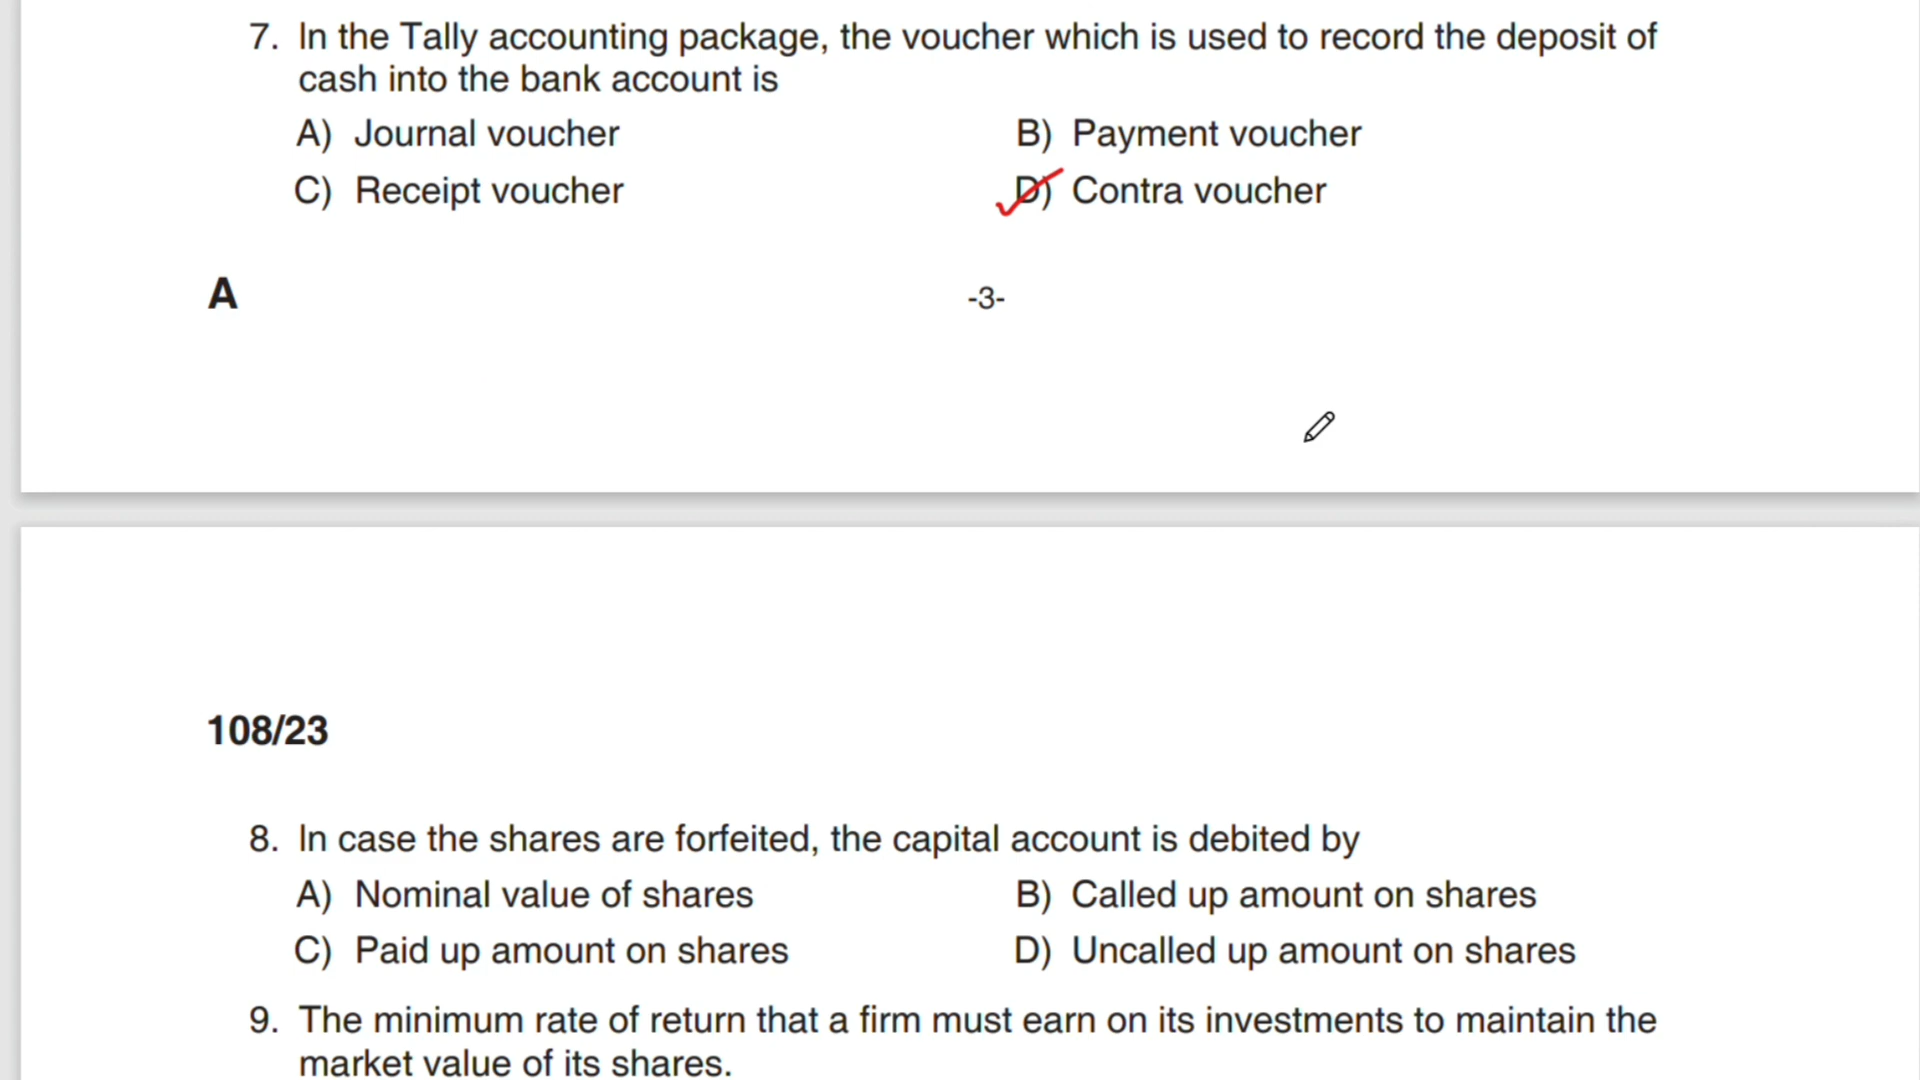 7. In the Tally accounting package, the voucher which is used to record the deposit of
cash into the bank account is
A) Journal voucher B) Payment voucher
C) Receipt voucher D) Contra voucher
A -3-
108/23
8. In case the shares are forfeited, the capital account is debited by
A) Nominal value of shares B) Called up amount on shares
C) Paid up amount on shares D) Uncalled up amount on shares
9. The minimum rate of return that a firm must earn on its investments to maintain the
market value of its shares.